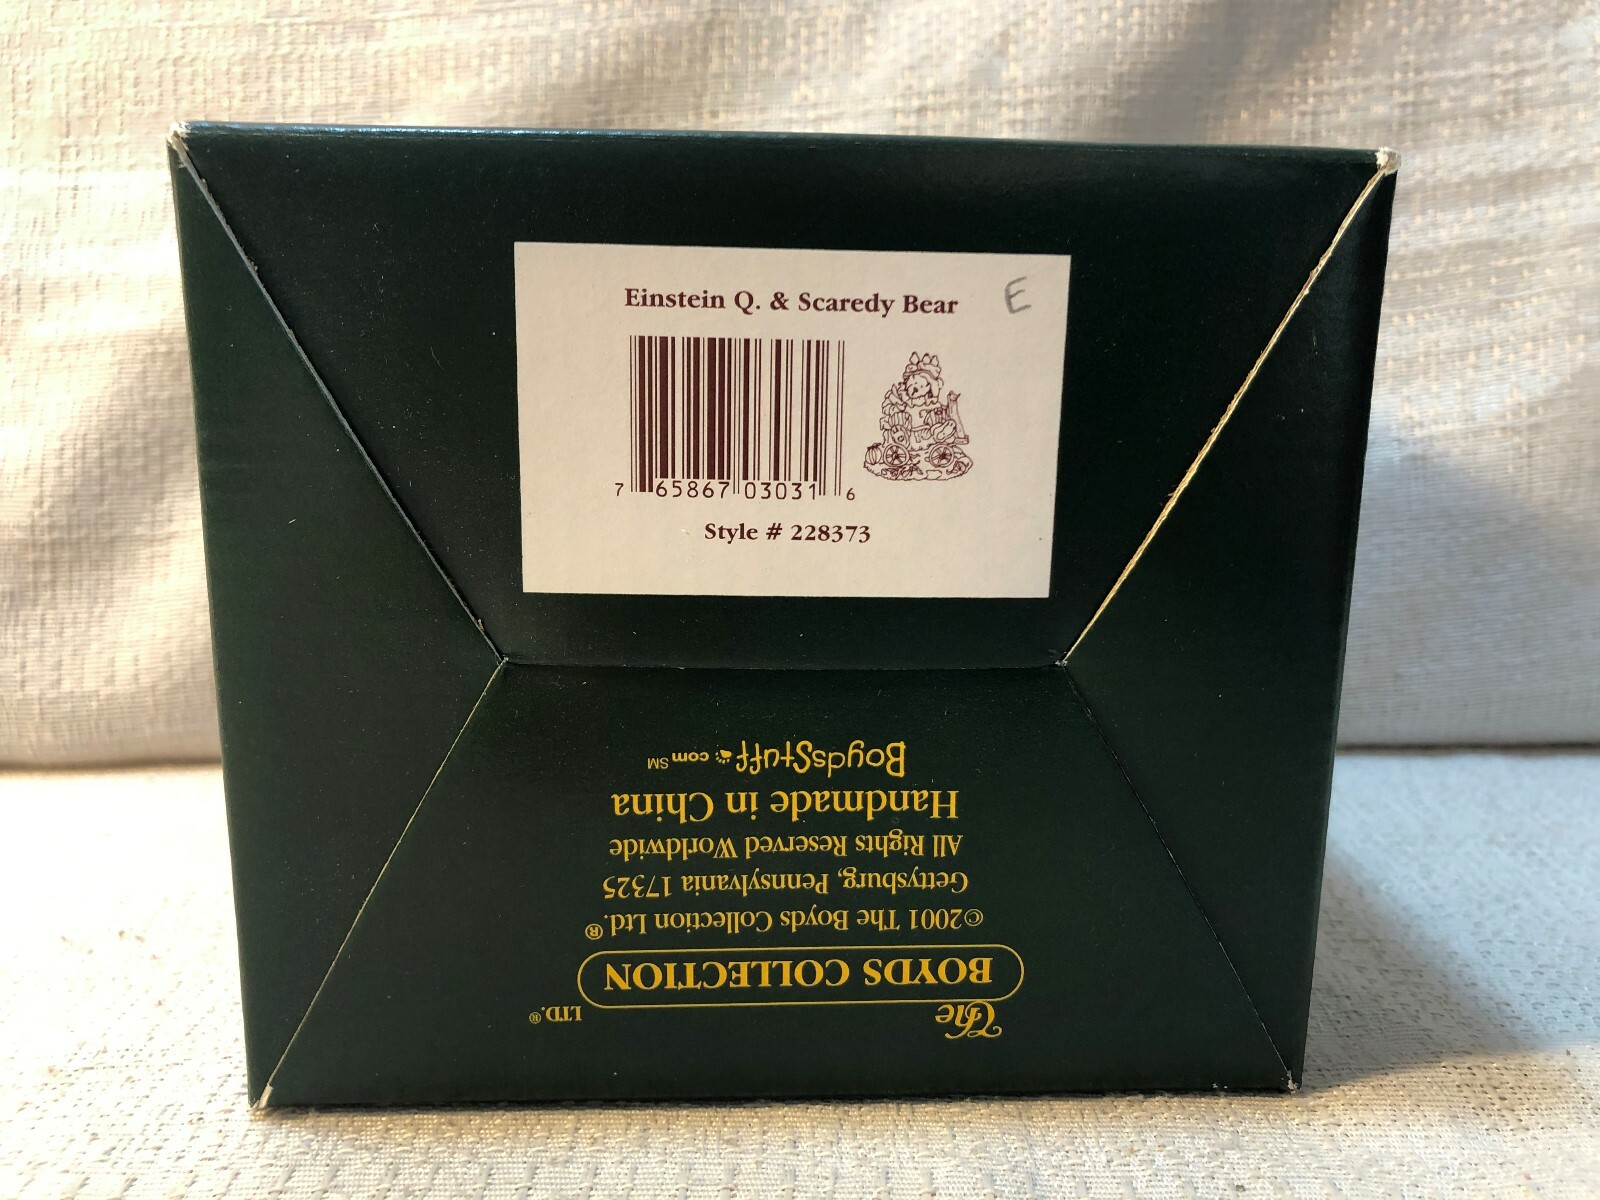 Einstein Q. & Scaredy Bear
E
7 65867 03031 6
Style # 228373
The
BOYDS COLLECTION LTD.®
©2001 The Boyds Collection Ltd.®
Gettysburg, Pennsylvania 17325
All Rights Reserved Worldwide
Handmade in China
BoydsStuff.com SM